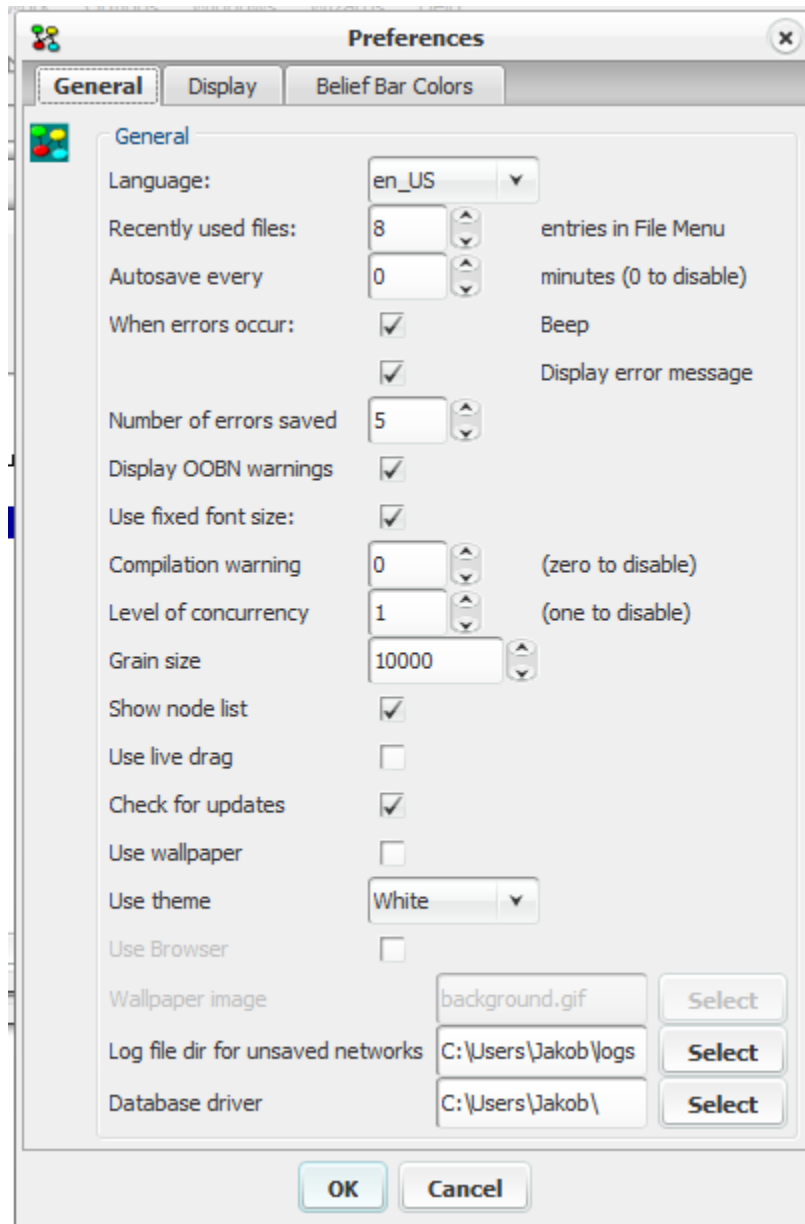 Preferences
General Display Belief Bar Colors
General
Language: en_US
Recently used files: 8 entries in File Menu
Autosave every 0 minutes (0 to disable)
When errors occur: Beep
Display error message
Number of errors saved 5
Display OOBN warnings
Use fixed font size:
Compilation warning 0 (zero to disable)
Level of concurrency 1 (one to disable)
Grain size 10000
Show node list
Use live drag
Check for updates
Use wallpaper
Use theme White
Use Browser
Wallpaper image background.gif Select
Log file dir for unsaved networks C:\Users\Jakob\logs Select
Database driver C:\Users\Jakob\ Select
OK Cancel